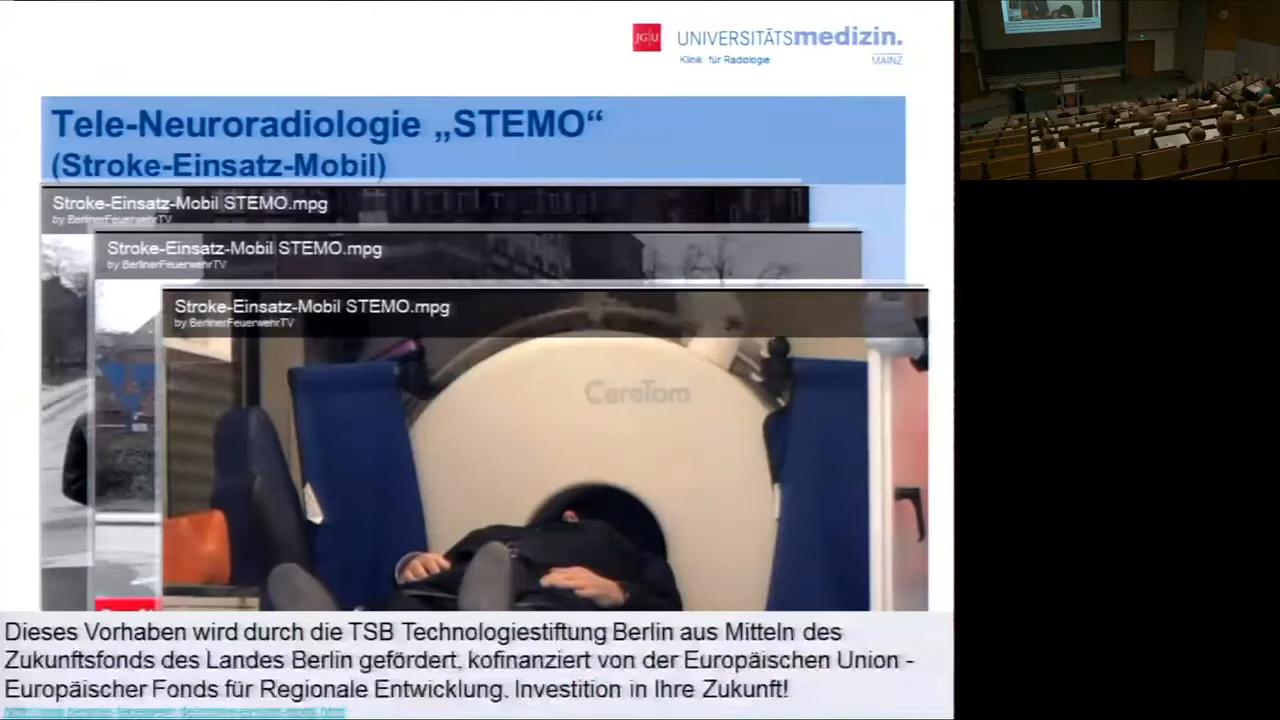 JG|U UNIVERSITÄTSmedizin.
Klinik für Radiologie MAINZ
Tele-Neuroradiologie „STEMO“
(Stroke-Einsatz-Mobil)
Stroke-Einsatz-Mobil STEMO.mpg
by BerlinerFeuerwehrTV
Stroke-Einsatz-Mobil STEMO.mpg
by BerlinerFeuerwehrTV
Stroke-Einsatz-Mobil STEMO.mpg
by BerlinerFeuerwehrTV
CereTom
Dieses Vorhaben wird durch die TSB Technologiestiftung Berlin aus Mitteln des
Zukunftsfonds des Landes Berlin gefördert, kofinanziert von der Europäischen Union -
Europäischer Fonds für Regionale Entwicklung. Investition in Ihre Zukunft!